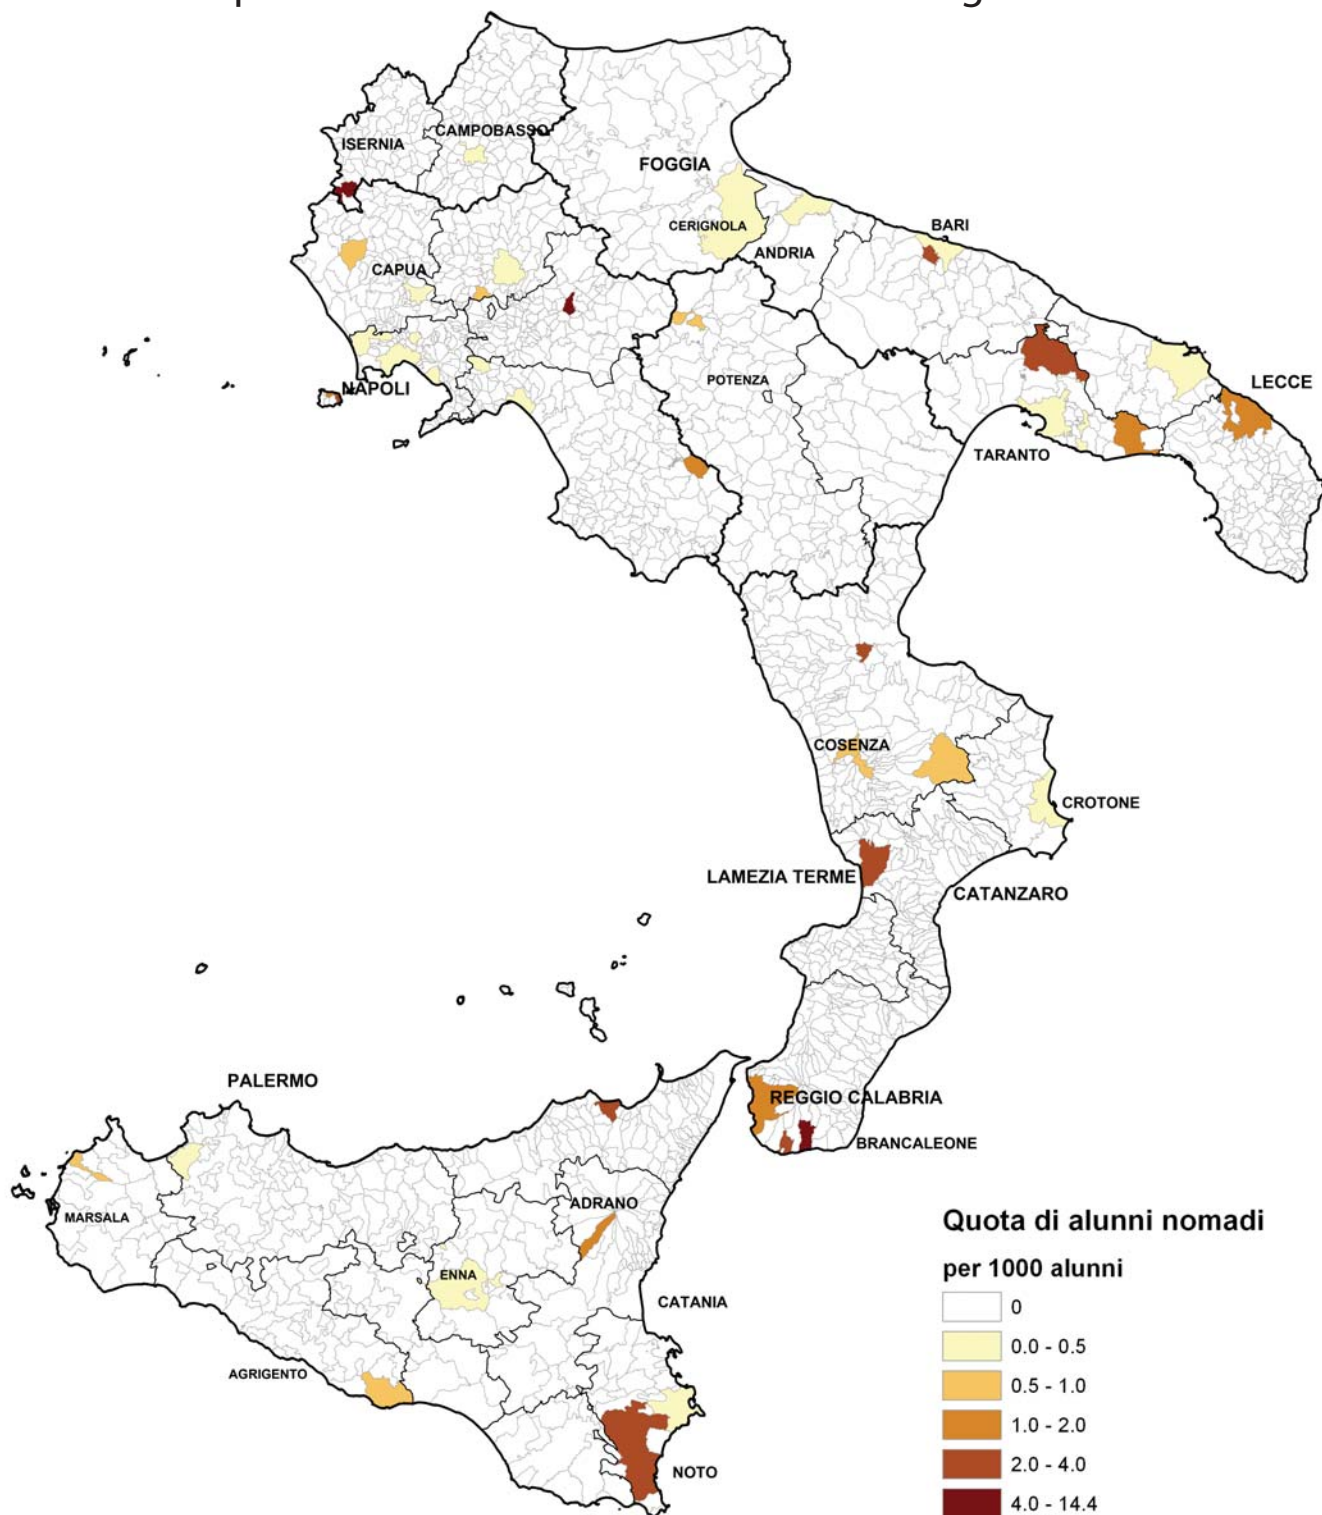 ISERNIA
CAMPOBASSO
FOGGIA
CERIGNOLA
ANDRIA
BARI
CAPUA
NAPOLI
POTENZA
LECCE
TARANTO
COSENZA
CROTONE
LAMEZIA TERME
CATANZARO
PALERMO
REGGIO CALABRIA
BRANCALEONE
MARSALA
ADRANO
ENNA
CATANIA
AGRIGENTO
NOTO
Quota di alunni nomadi
per 1000 alunni
0
0.0 - 0.5
0.5 - 1.0
1.0 - 2.0
2.0 - 4.0
4.0 - 14.4